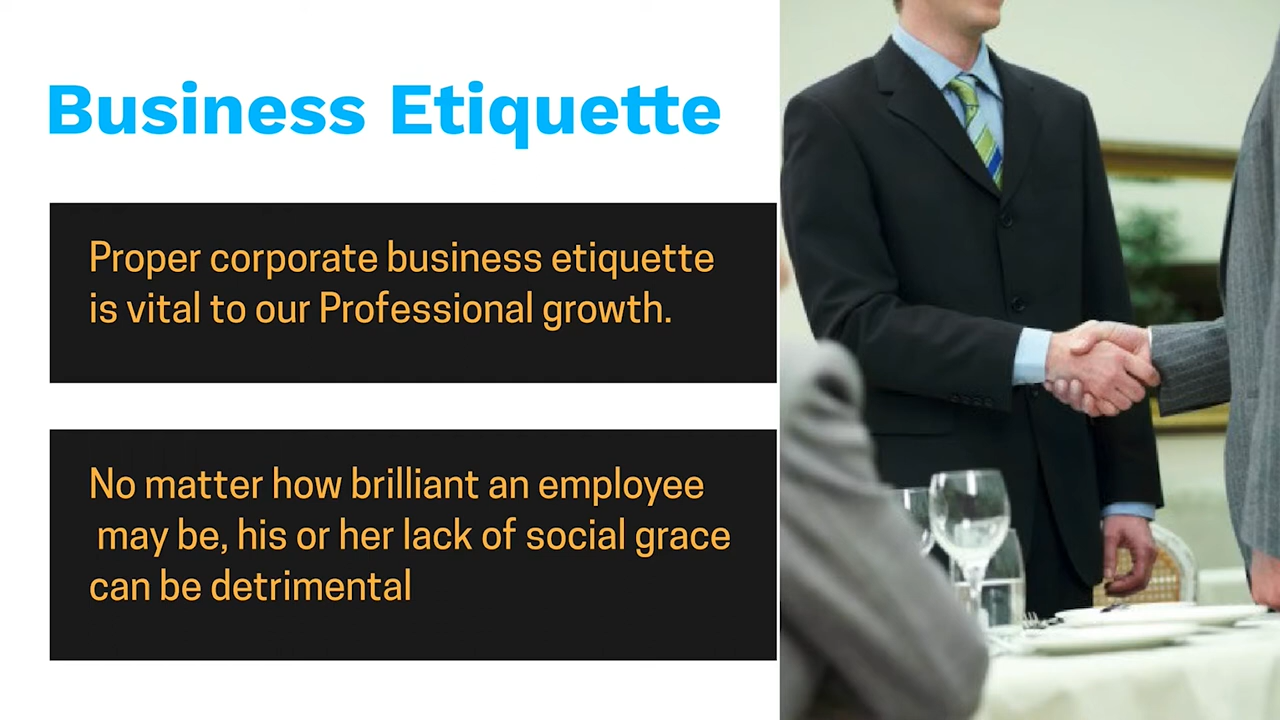 Business Etiquette
Proper corporate business etiquette
is vital to our Professional growth.
No matter how brilliant an employee
may be, his or her lack of social grace
can be detrimental